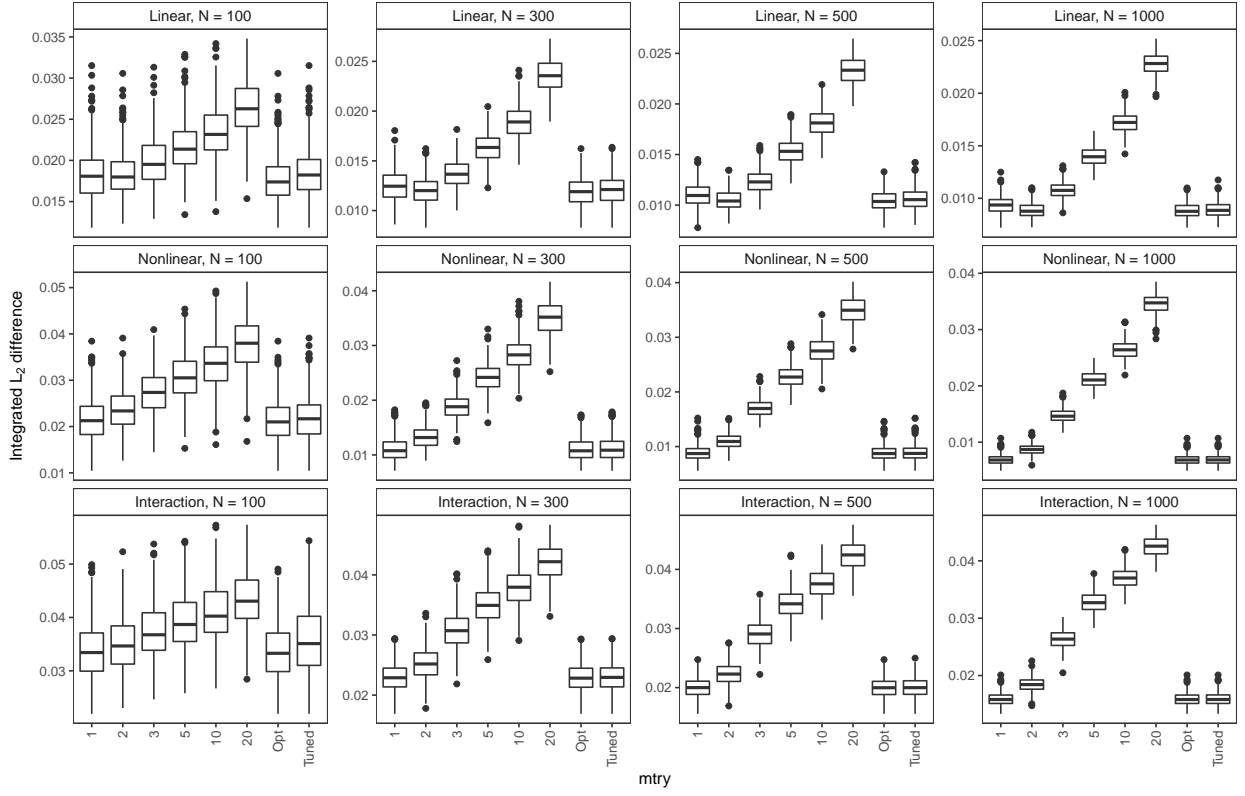 Linear, N = 100
Linear, N = 300
Linear, N = 500
Linear, N = 1000
0.035
0.030
0.025
0.020
0.015
0.025
0.020
0.015
0.010
0.025
0.020
0.015
0.010
0.025
0.020
0.015
0.010
Nonlinear, N = 100
Nonlinear, N = 300
Nonlinear, N = 500
Nonlinear, N = 1000
Integrated L₂ difference
0.05
0.04
0.03
0.02
0.01
0.04
0.03
0.02
0.01
0.04
0.03
0.02
0.01
0.04
0.03
0.02
0.01
Interaction, N = 100
Interaction, N = 300
Interaction, N = 500
Interaction, N = 1000
0.05
0.04
0.03
0.04
0.03
0.02
0.04
0.03
0.02
0.04
0.03
0.02
1 2 3 5 10 20 Opt Tuned
1 2 3 5 10 20 Opt Tuned
1 2 3 5 10 20 Opt Tuned
1 2 3 5 10 20 Opt Tuned
mtry